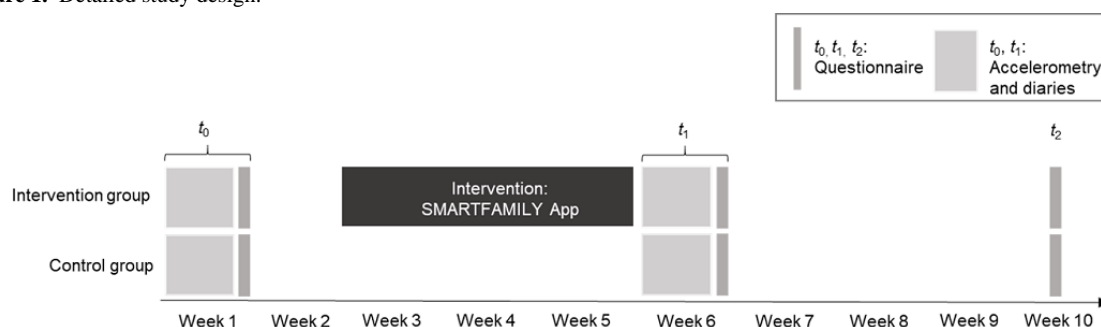 Detailed study design.
t0, t1, t2:
Questionnaire
t0, t1:
Accelerometry
and diaries
t0
t1
t2
Intervention group
Intervention:
SMARTFAMILY App
Control group
Week 1 Week 2 Week 3 Week 4 Week 5 Week 6 Week 7 Week 8 Week 9 Week 10